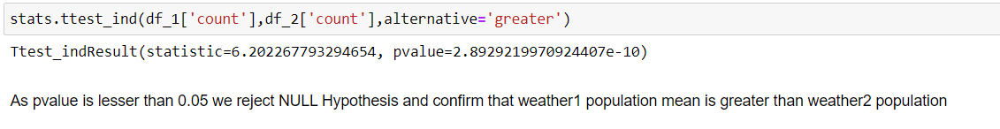 stats.ttest_ind(df_1['count'],df_2['count'],alternative='greater')
Ttest_indResult(statistic=6.202267793294654, pvalue=2.8929219970924407e-10)
As pvalue is lesser than 0.05 we reject NULL Hypothesis and confirm that weather1 population mean is greater than weather2 population